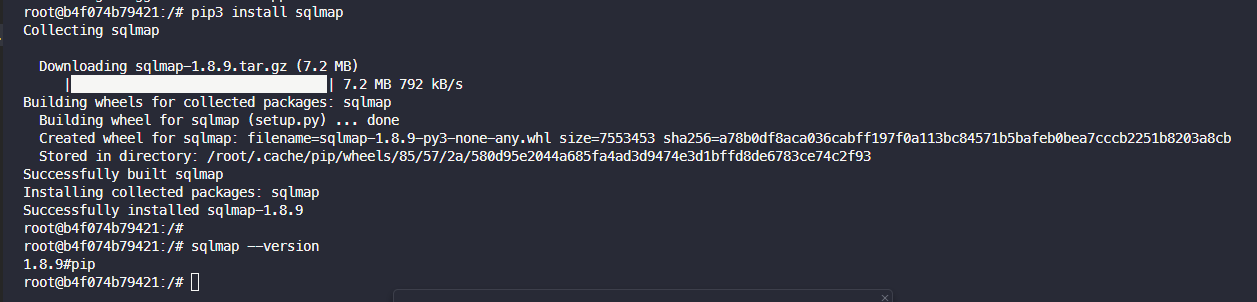 root@b4f074b79421:/# pip3 install sqlmap
Collecting sqlmap
Downloading sqlmap-1.8.9.tar.gz (7.2 MB)
| | 7.2 MB 792 kB/s
Building wheels for collected packages: sqlmap
Building wheel for sqlmap (setup.py) ... done
Created wheel for sqlmap: filename=sqlmap-1.8.9-py3-none-any.whl size=7553453 sha256=a78b0df8aca036cabff197f0a113bc84571b5bafeb0bea7cccb2251b8203a8cb
Stored in directory: /root/.cache/pip/wheels/85/57/2a/580d95e2044a685fa4ad3d9474e3d1bffd8de6783ce74c2f93
Successfully built sqlmap
Installing collected packages: sqlmap
Successfully installed sqlmap-1.8.9
root@b4f074b79421:/#
root@b4f074b79421:/# sqlmap --version
1.8.9#pip
root@b4f074b79421:/#